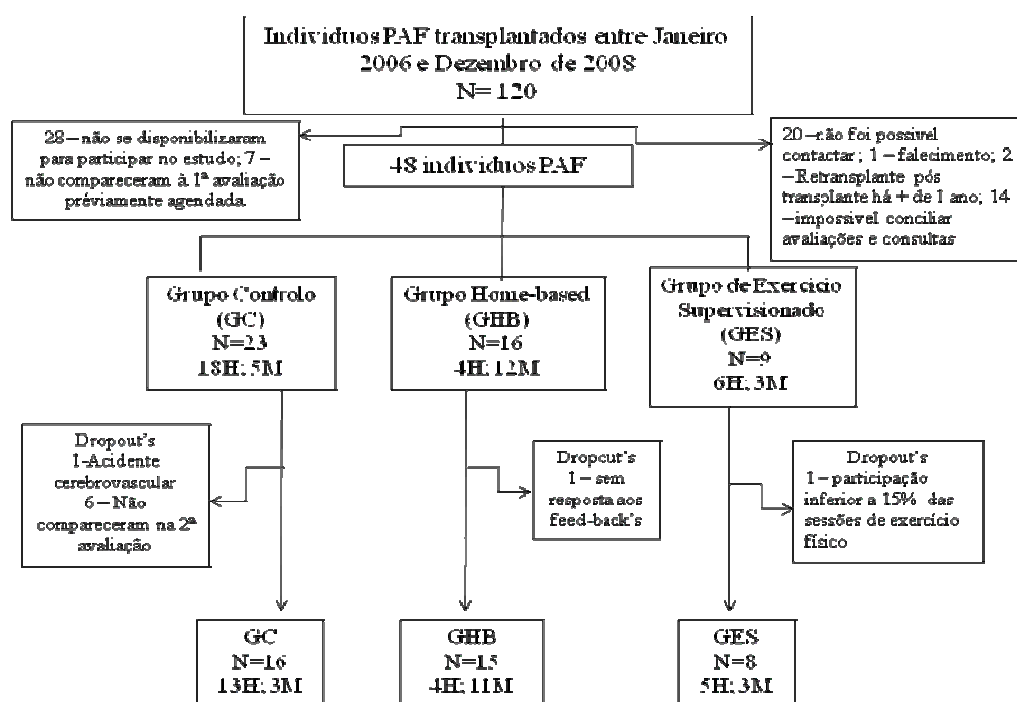 Individuos PAF transplantados entre Janeiro
2006 e Dezembro de 2008
N= 120
28 – não se disponibilizaram
para participar no estudo; 7 –
não compareceram à 1ª avaliação
préviamente agendada
48 individuos PAF
20 –não foi possivel
contactar; 1 – falecimento; 2
–Retransplante pós
transplante há + de 1 ano; 14
–impossivel conciliar
avaliações e consultas
Grupo Controlo
(GC)
N=23
18H; 5M
Grupo Home-based
(GHB)
N=16
4H; 12M
Grupo de Exercicio
Supervisionado
(GES)
N=9
6H; 3M
Dropout's
1-Acidente
cerebrovascular
6 – Não
compareceram na 2ª
avaliação
Dropout's
1 – sem
resposta aos
feed-back's
Dropout's
1 – participação
inferior a 15% das
sessões de exercício
físico
GC
N=16
13H; 3M
GHB
N=15
4H; 11M
GES
N=8
5H; 3M